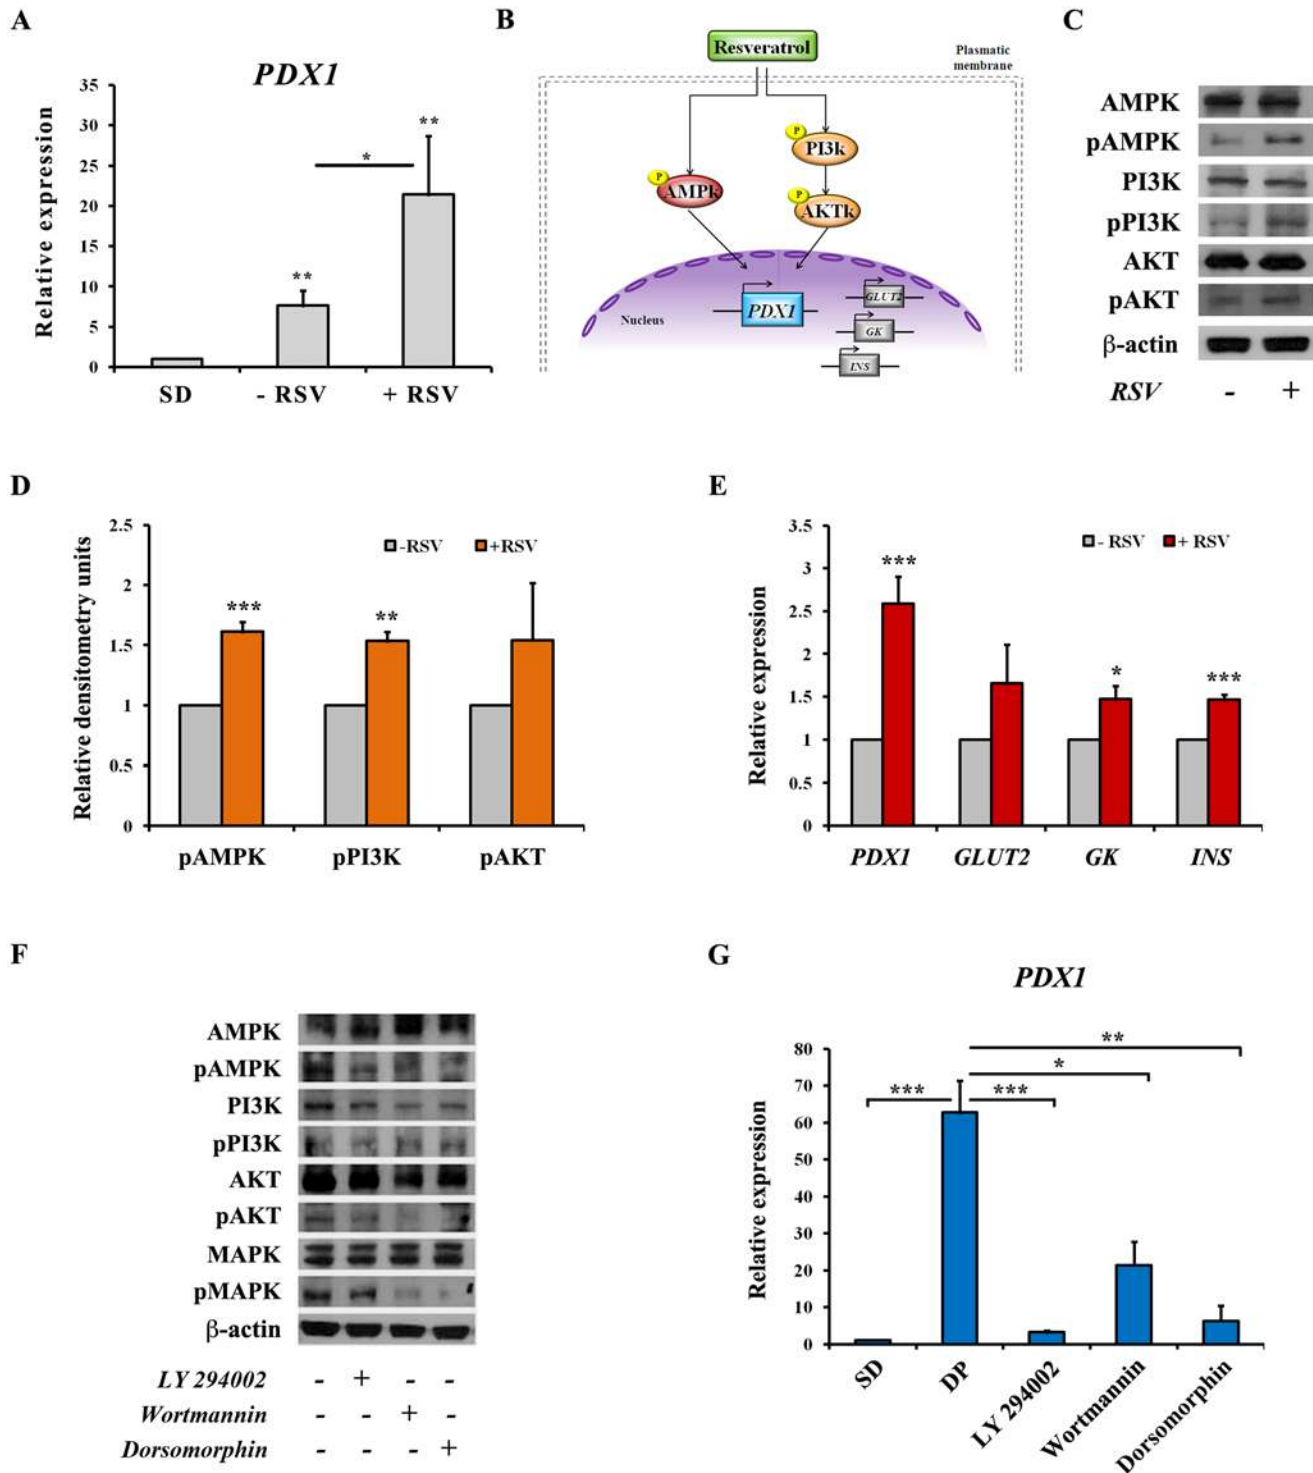 A
PDX1
Relative expression
35
30
25
20
15
10
5
0
**
*
**
SD - RSV + RSV
B
Resveratrol
Plasmatic
membrane
P
PI3k
P
AMPk
P
AKTk
Nucleus
PDX1
GLUT2
GK
INS
C
AMPK
pAMPK
PI3K
pPI3K
AKT
pAKT
β-actin
RSV - +
D
Relative densitometry units
2.5
2
1.5
1
0.5
0
-RSV +RSV
*** **
pAMPK pPI3K pAKT
E
Relative expression
3.5
3
2.5
2
1.5
1
0.5
0
- RSV + RSV
*** * ***
PDX1 GLUT2 GK INS
F
AMPK
pAMPK
PI3K
pPI3K
AKT
pAKT
MAPK
pMAPK
β-actin
LY 294002 - + - -
Wortmannin - - + -
Dorsomorphin - - - +
G
PDX1
Relative expression
80
70
60
50
40
30
20
10
0
**
*
*** ***
SD DP LY 294002 Wortmannin Dorsomorphin